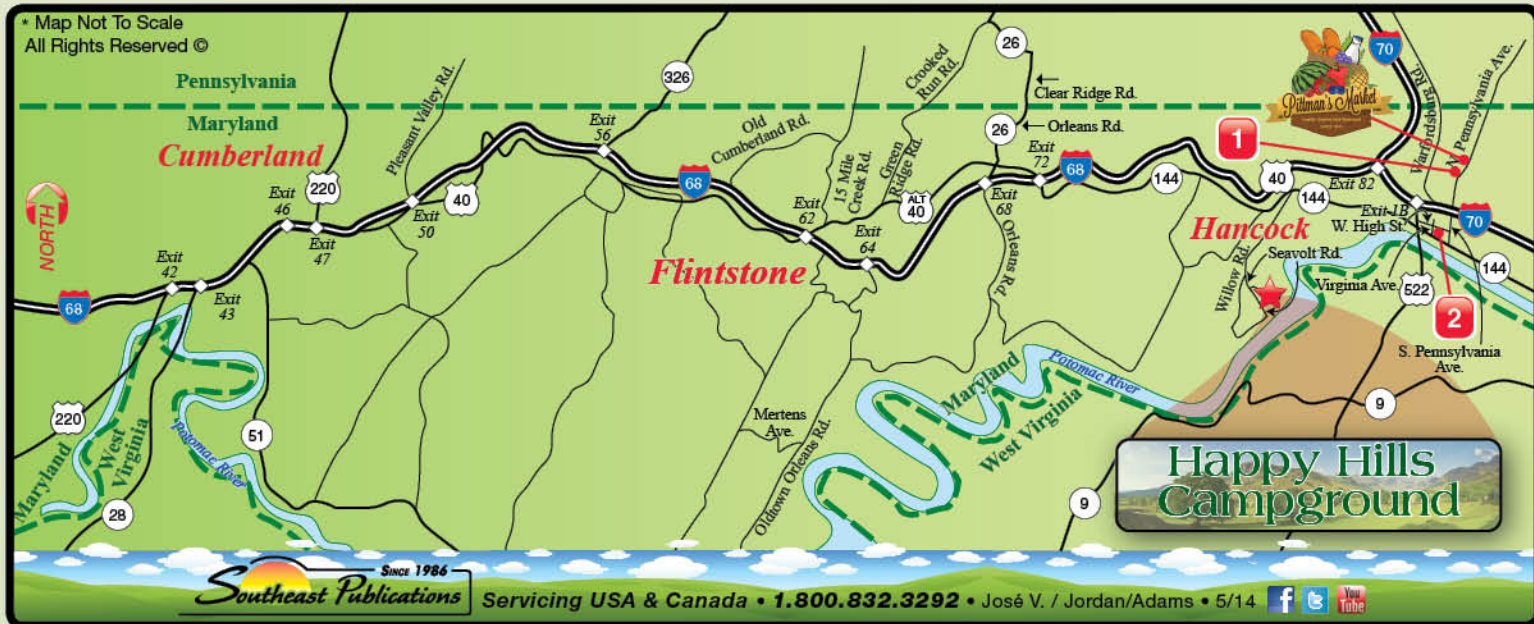 * Map Not To Scale
All Rights Reserved ©
Pennsylvania
Maryland
Cumberland
NORTH
68
Exit
42
Exit
43
Exit
46
220
Exit
47
Pleasant Valley Rd.
Exit
50
40
Exit
56
326
68
Old
Cumberland Rd.
Flintstone
Exit
62
15 Mile
Creek Rd.
Exit
64
Green
Ridge Rd.
Crooked
Run Rd.
ALT
40
26
Clear Ridge Rd.
26
Orleans Rd.
Exit
68
Exit
72
68
Orleans Rd.
144
40
144
Hancock
Pittman's Market
70
1
Warfordsburg Rd.
N. Pennsylvania Ave.
Exit 82
Exit 1B
W. High St.
70
Seavolt Rd.
Willow Rd.
Virginia Ave.
522
144
2
S. Pennsylvania
Ave.
9
9
Potomac River
Maryland
West Virginia
Mertens
Ave.
Oldtown Orleans Rd.
220
Maryland
West
Virginia
28
Potomac River
51
Happy Hills
Campground
Since 1986
Southeast Publications
Servicing USA & Canada • 1.800.832.3292 • José V. / Jordan/Adams • 5/14
f
t
You
Tube